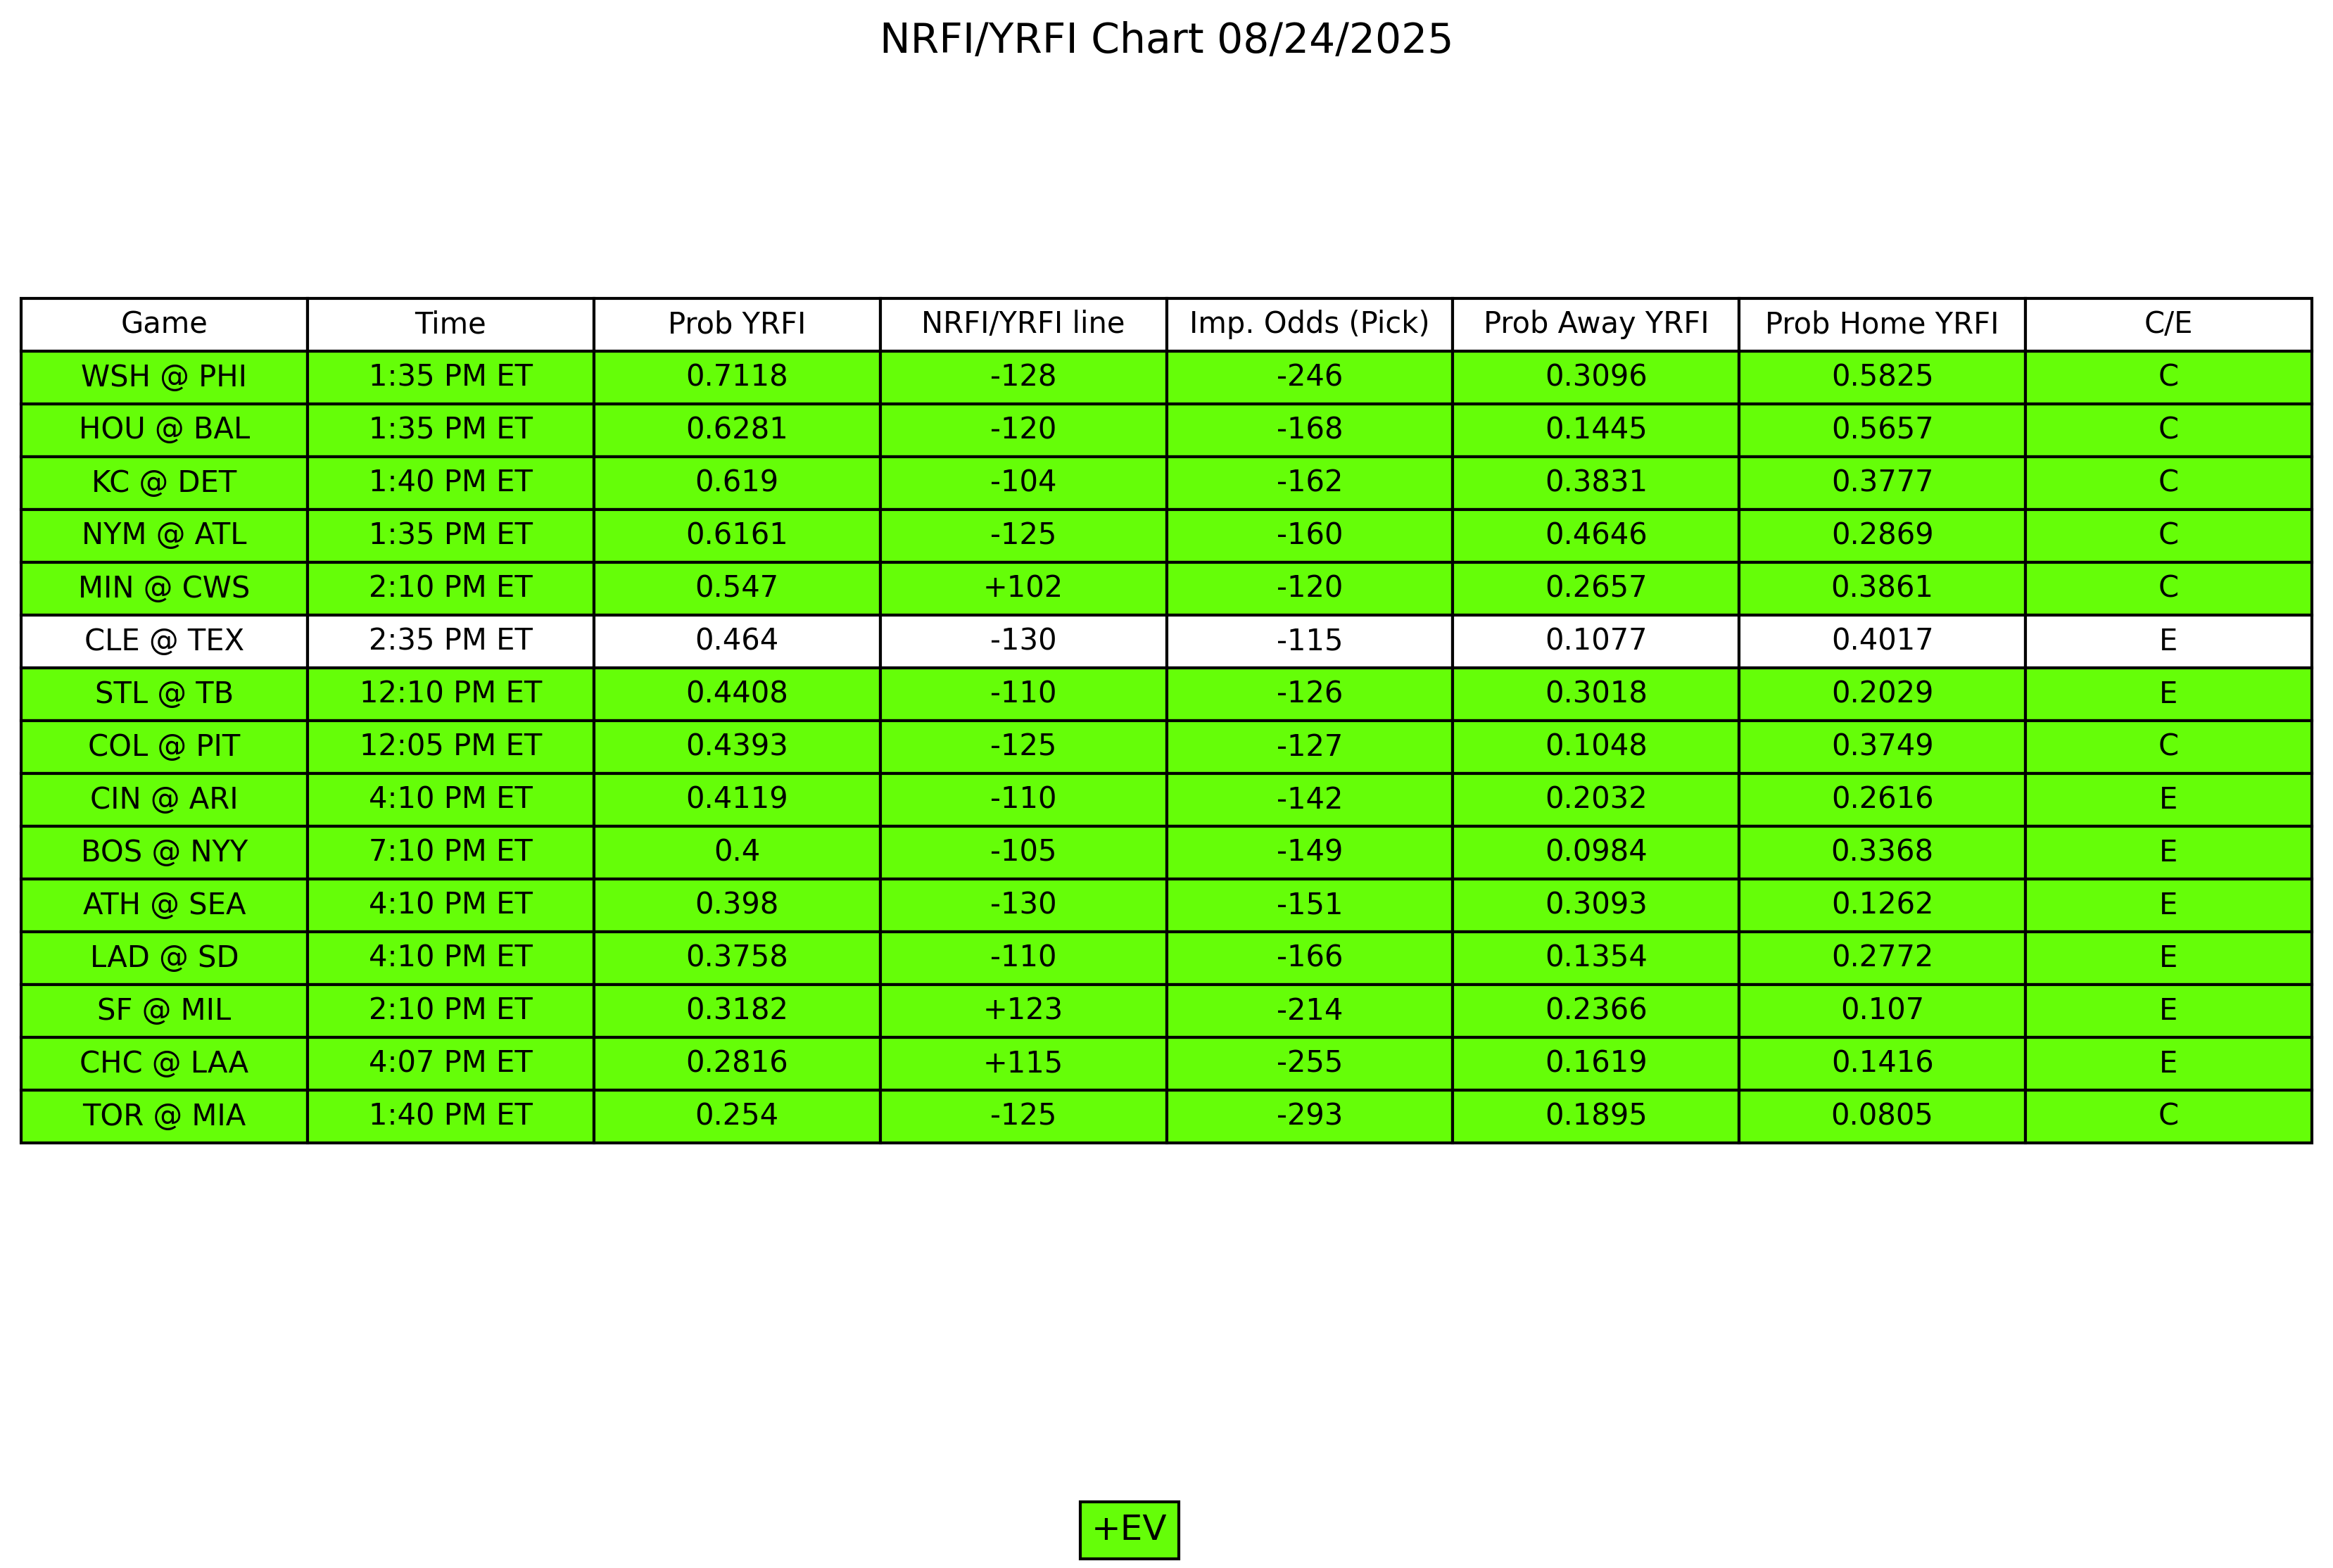 NRFI/YRFI Chart 08/24/2025
Game Time Prob YRFI NRFI/YRFI line Imp. Odds (Pick) Prob Away YRFI Prob Home YRFI C/E
WSH @ PHI 1:35 PM ET 0.7118 -128 -246 0.3096 0.5825 C
HOU @ BAL 1:35 PM ET 0.6281 -120 -168 0.1445 0.5657 C
KC @ DET 1:40 PM ET 0.619 -104 -162 0.3831 0.3777 C
NYM @ ATL 1:35 PM ET 0.6161 -125 -160 0.4646 0.2869 C
MIN @ CWS 2:10 PM ET 0.547 +102 -120 0.2657 0.3861 C
CLE @ TEX 2:35 PM ET 0.464 -130 -115 0.1077 0.4017 E
STL @ TB 12:10 PM ET 0.4408 -110 -126 0.3018 0.2029 E
COL @ PIT 12:05 PM ET 0.4393 -125 -127 0.1048 0.3749 C
CIN @ ARI 4:10 PM ET 0.4119 -110 -142 0.2032 0.2616 E
BOS @ NYY 7:10 PM ET 0.4 -105 -149 0.0984 0.3368 E
ATH @ SEA 4:10 PM ET 0.398 -130 -151 0.3093 0.1262 E
LAD @ SD 4:10 PM ET 0.3758 -110 -166 0.1354 0.2772 E
SF @ MIL 2:10 PM ET 0.3182 +123 -214 0.2366 0.107 E
CHC @ LAA 4:07 PM ET 0.2816 +115 -255 0.1619 0.1416 E
TOR @ MIA 1:40 PM ET 0.254 -125 -293 0.1895 0.0805 C
+EV